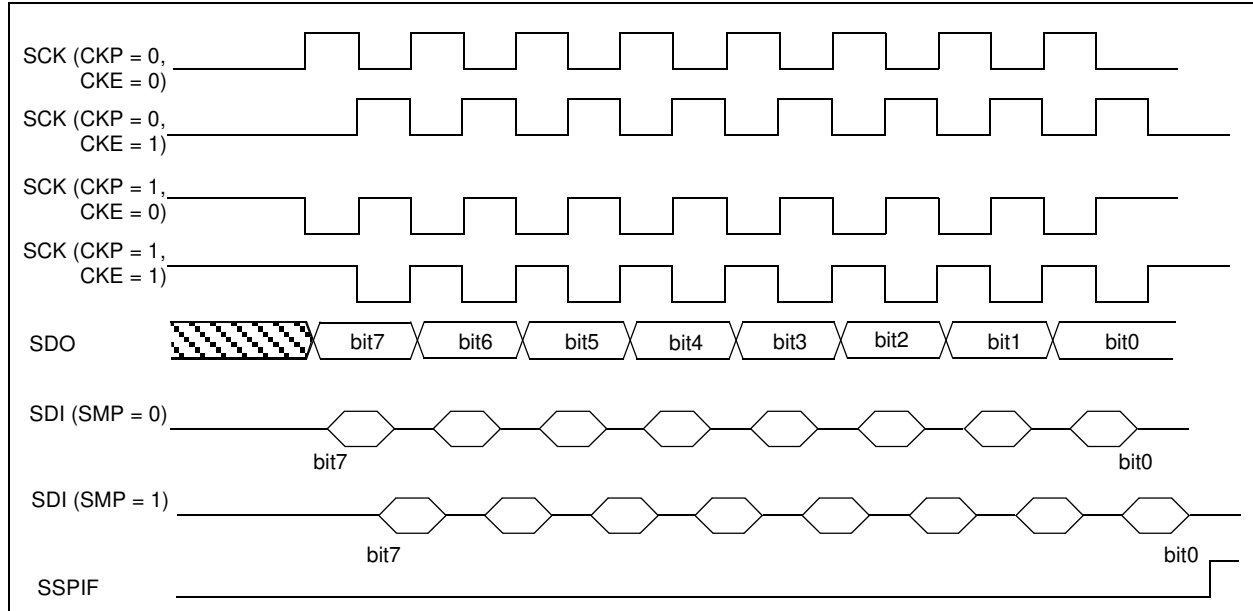 SCK (CKP = 0,
CKE = 0)
SCK (CKP = 0,
CKE = 1)
SCK (CKP = 1,
CKE = 0)
SCK (CKP = 1,
CKE = 1)
SDO bit7 bit6 bit5 bit4 bit3 bit2 bit1 bit0
SDI (SMP = 0)
bit7 bit0
SDI (SMP = 1)
bit7 bit0
SSPIF